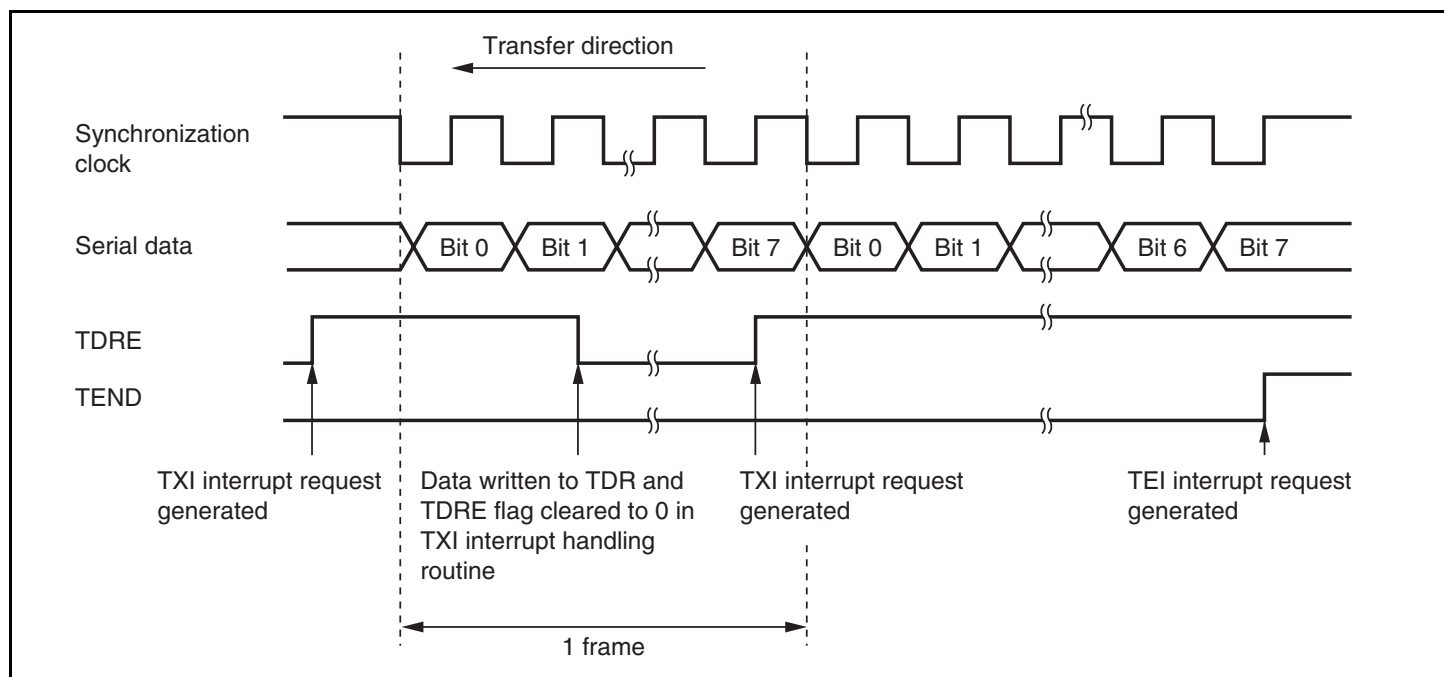 Transfer direction
Synchronization
clock
Serial data
Bit 0
Bit 1
Bit 7
Bit 0
Bit 1
Bit 6
Bit 7
TDRE
TEND
TXI interrupt request
generated
Data written to TDR and
TDRE flag cleared to 0 in
TXI interrupt handling
routine
TXI interrupt request
generated
TEI interrupt request
generated
1 frame